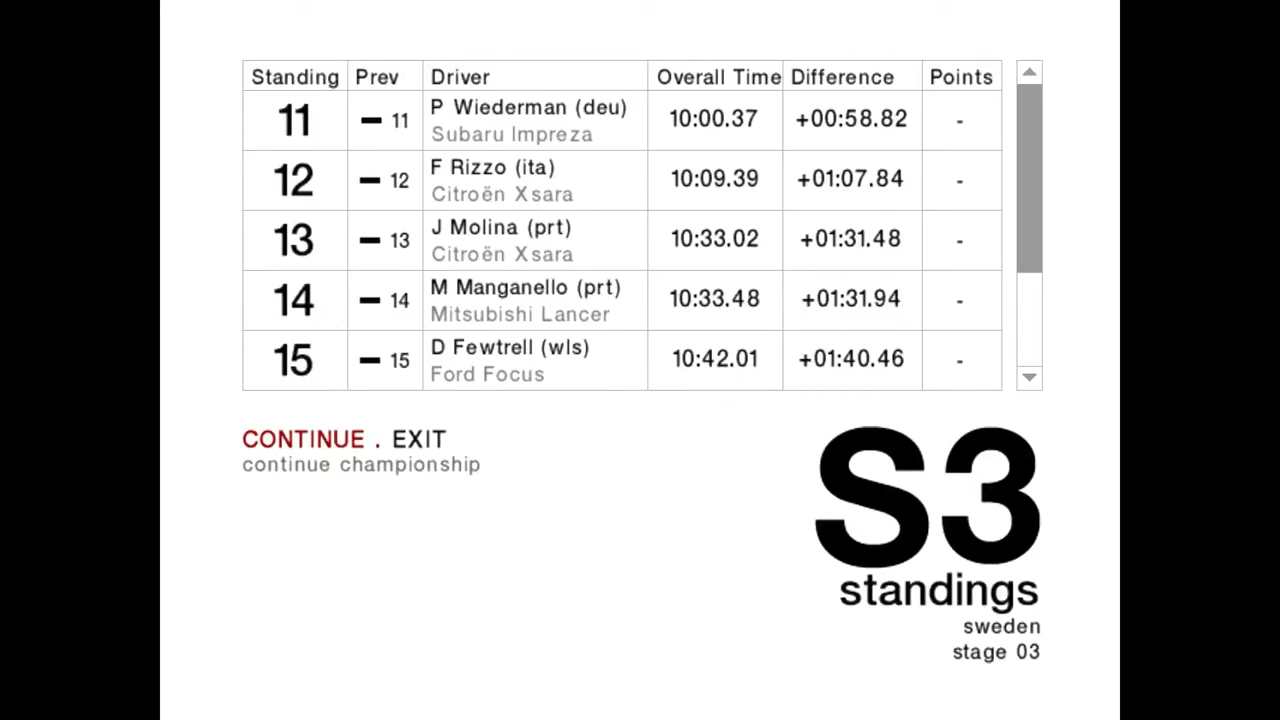 Standing Prev Driver Overall Time Difference Points
11 – 11 P Wiederman (deu) 10:00.37 +00:58.82 -
Subaru Impreza
12 – 12 F Rizzo (ita) 10:09.39 +01:07.84 -
Citroën Xsara
13 – 13 J Molina (prt) 10:33.02 +01:31.48 -
Citroën Xsara
14 – 14 M Manganello (prt) 10:33.48 +01:31.94 -
Mitsubishi Lancer
15 – 15 D Fewtrell (wls) 10:42.01 +01:40.46 -
Ford Focus
CONTINUE . EXIT
continue championship
S3
standings
sweden
stage 03